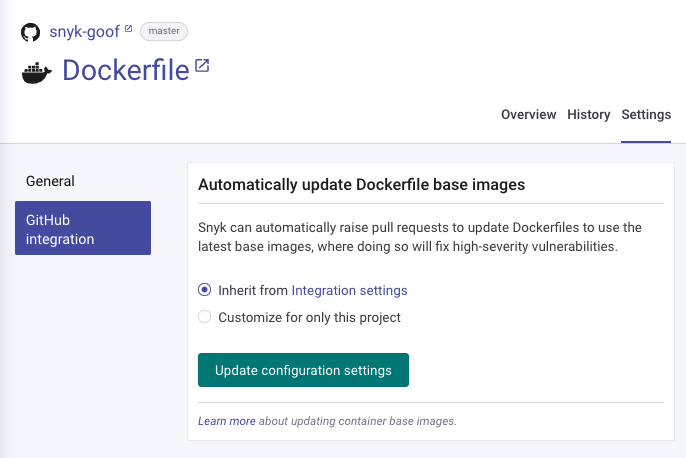 snyk-goof master
Dockerfile
Overview History Settings
General
GitHub
integration
Automatically update Dockerfile base images
Snyk can automatically raise pull requests to update Dockerfiles to use the
latest base images, where doing so will fix high-severity vulnerabilities.
Inherit from Integration settings
Customize for only this project
Update configuration settings
Learn more about updating container base images.